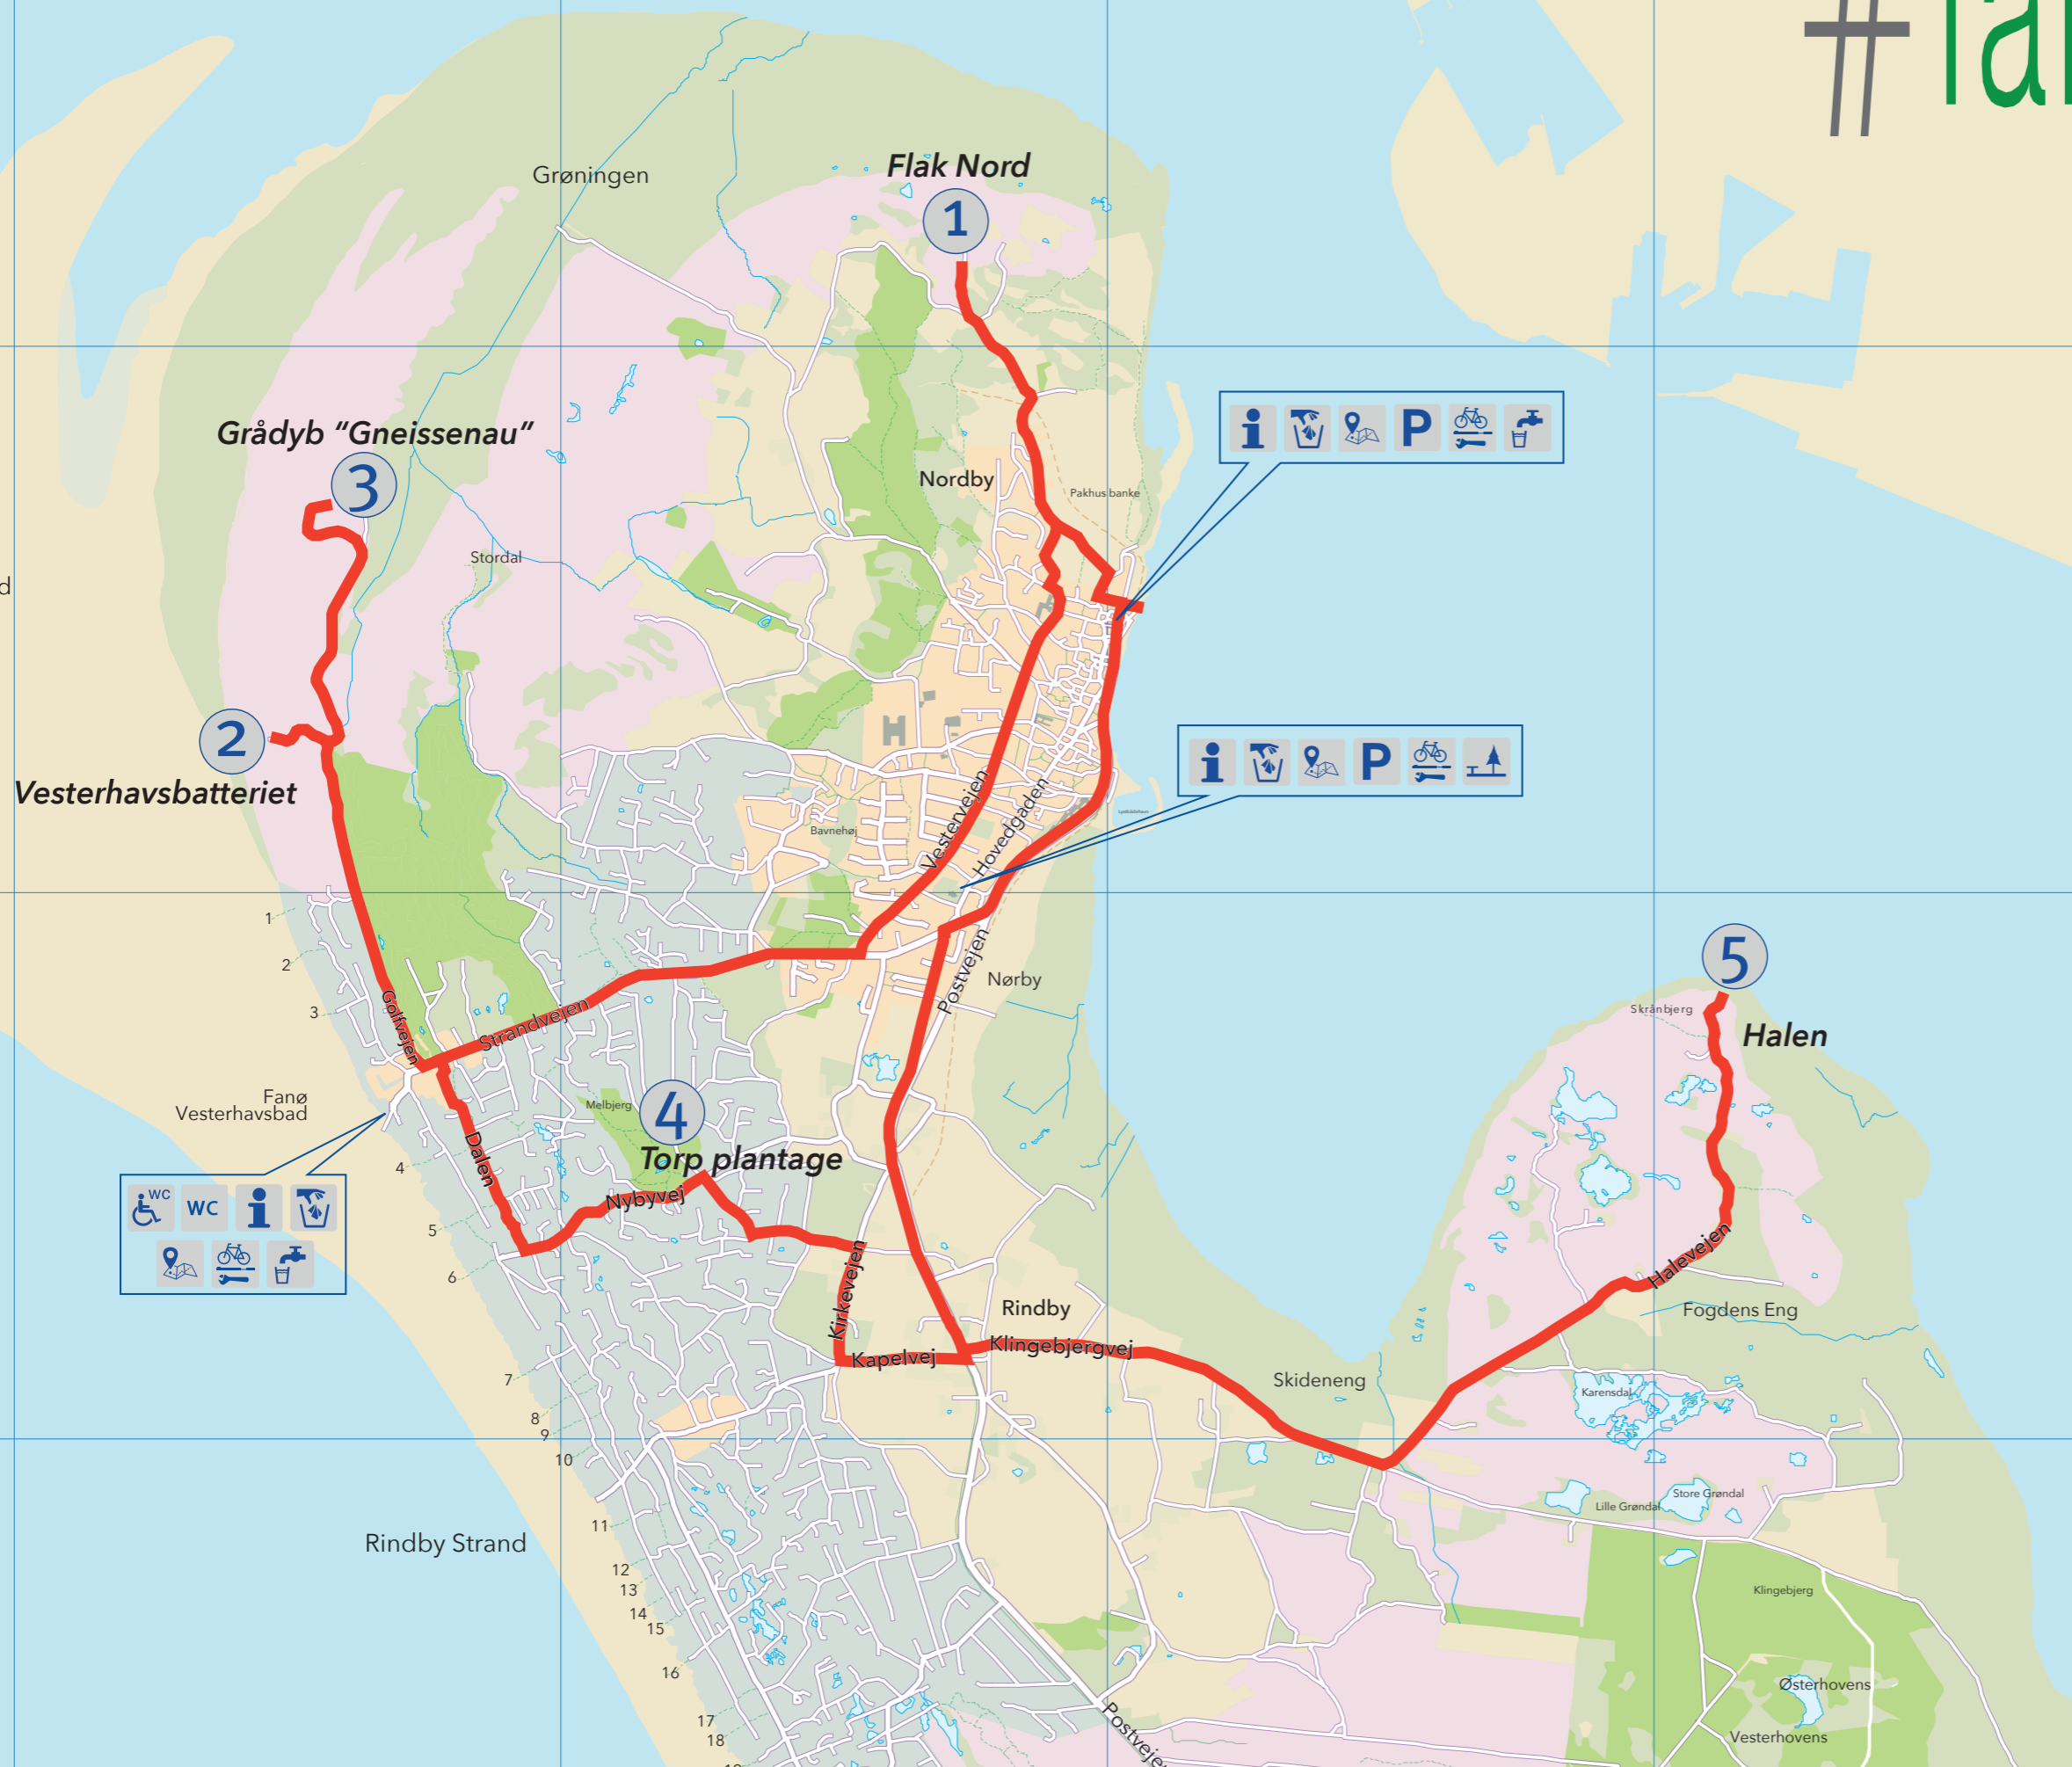 #fa
Grøningen
Flak Nord
1
Grådyb “Gneissenau”
3
Nordby
Pakhus banke
P
Stordal
d
2
Vesterhavsbatteriet
P
Bavnehøj
Vestervejen
Hovedgaden
1
2
3
Golfvejen
Strandvejen
Postvejen
Nørby
5
Skrånbjerg
Halen
Fanø
Vesterhavsbad
Melbjerg
4
Torp plantage
Dalen
4
5
6
WC
WC
Nybyvej
Kirkevejen
Kapelvej
Rindby
Klingebjergvej
Halevejen
Fogdens Eng
Skideneng
Karensdal
7
8
9
10
11
12
13
14
15
16
17
18
Rindby Strand
Lille Grøndal
Store Grøndal
Klingebjerg
Østerhovens
Vesterhovens